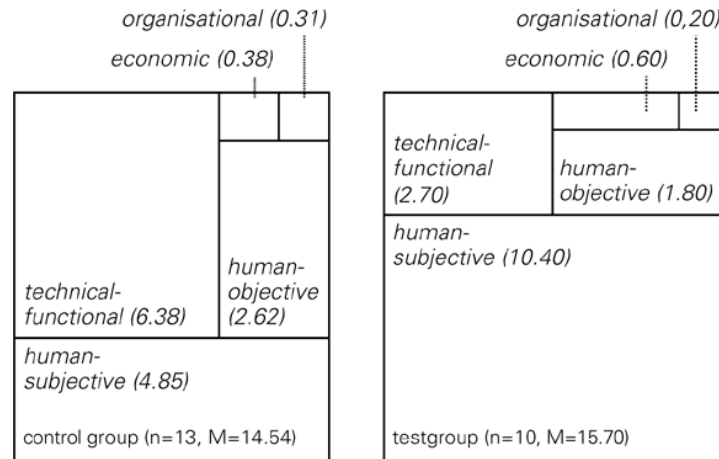 organisational (0.31)
economic (0.38)
technical-
functional (6.38)
human-
objective
(2.62)
human-
subjective (4.85)
control group (n=13, M=14.54)
organisational (0,20)
economic (0.60)
technical-
functional
(2.70)
human-
objective (1.80)
human-
subjective (10.40)
testgroup (n=10, M=15.70)